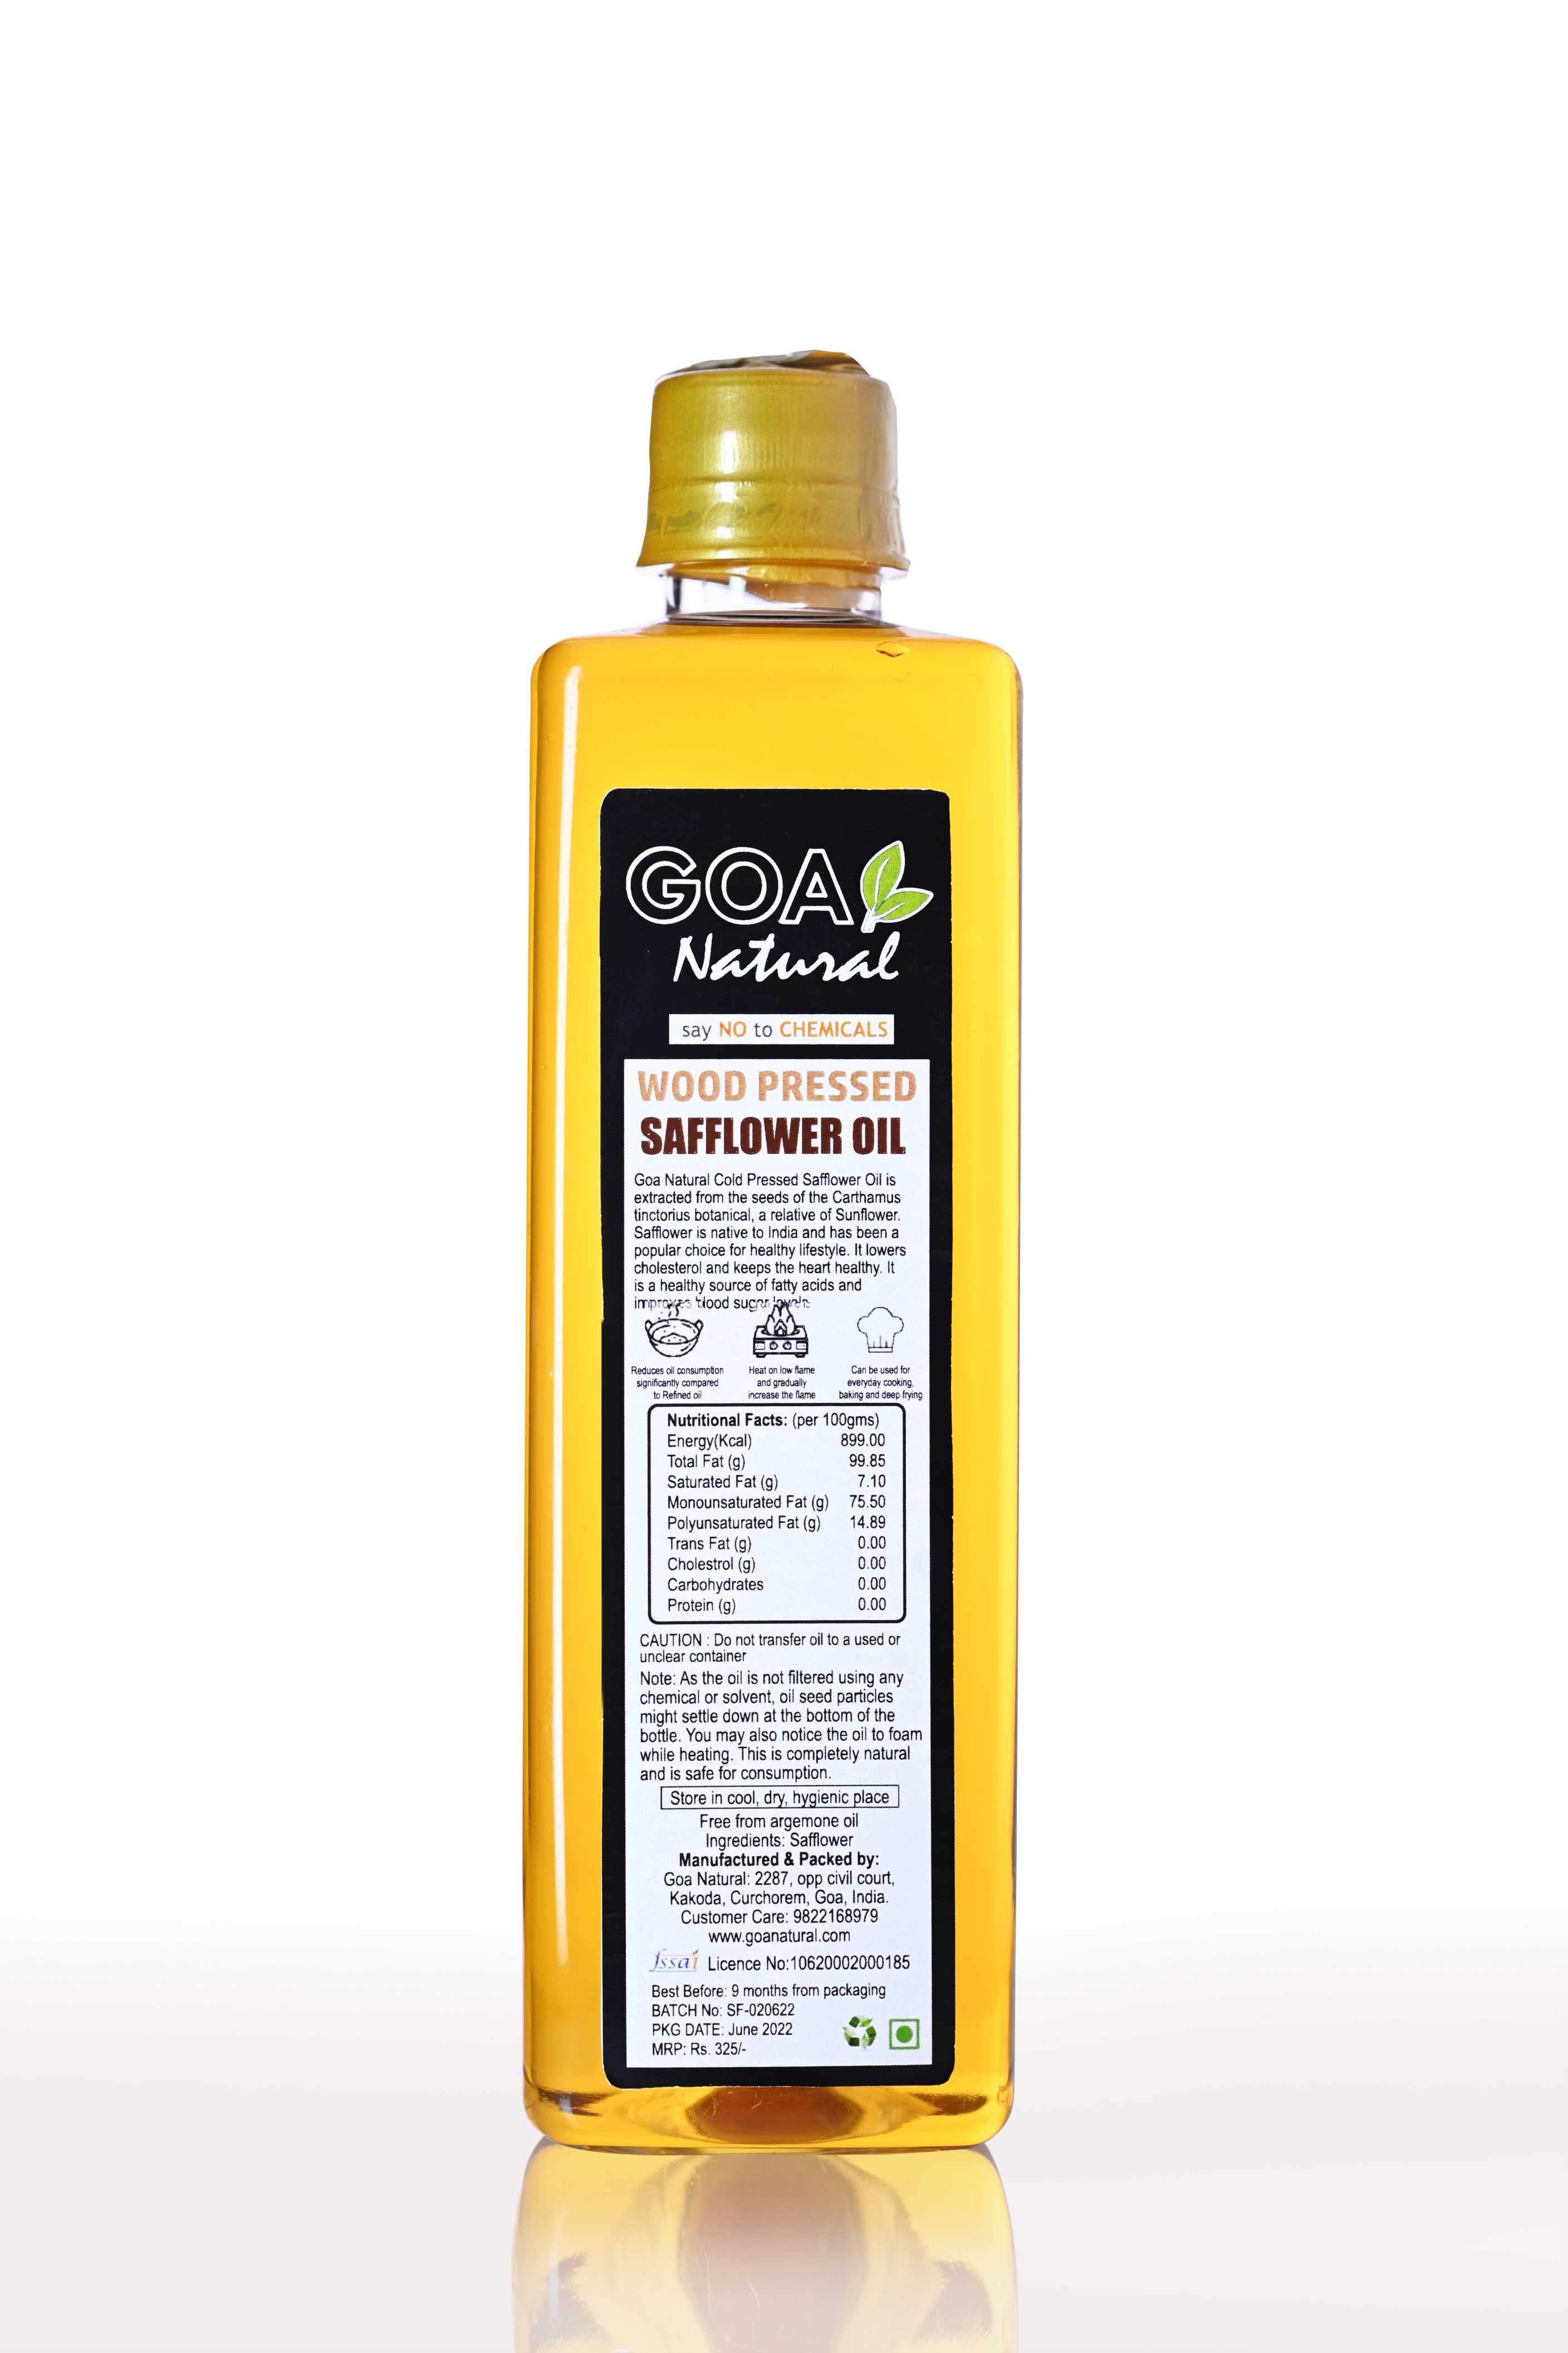 GOA
Natural
say NO to CHEMICALS
WOOD PRESSED
SAFFLOWER OIL
Goa Natural Cold Pressed Safflower Oil is
extracted from the seeds of the Carthamus
tinctorius botanical, a relative of Sunflower.
Safflower is native to India and has been a
popular choice for healthy lifestyle. It lowers
cholesterol and keeps the heart healthy. It
is a healthy source of fatty acids and
improves blood sugar levels.
Reduces oil consumption
significantly compared
to Refined oil
Heat on low flame
and gradually
increase the flame
Can be used for
everyday cooking,
baking and deep frying
Nutritional Facts: (per 100gms)
Energy(Kcal) 899.00
Total Fat (g) 99.85
Saturated Fat (g) 7.10
Monounsaturated Fat (g) 75.50
Polyunsaturated Fat (g) 14.89
Trans Fat (g) 0.00
Cholestrol (g) 0.00
Carbohydrates 0.00
Protein (g) 0.00
CAUTION : Do not transfer oil to a used or
unclear container
Note: As the oil is not filtered using any
chemical or solvent, oil seed particles
might settle down at the bottom of the
bottle. You may also notice the oil to foam
while heating. This is completely natural
and is safe for consumption.
Store in cool, dry, hygienic place
Free from argemone oil
Ingredients: Safflower
Manufactured & Packed by:
Goa Natural: 2287, opp civil court,
Kakoda, Curchorem, Goa, India.
Customer Care: 9822168979
www.goanatural.com
fssai Licence No:10620002000185
Best Before: 9 months from packaging
BATCH No: SF-020622
PKG DATE: June 2022
MRP: Rs. 325/-